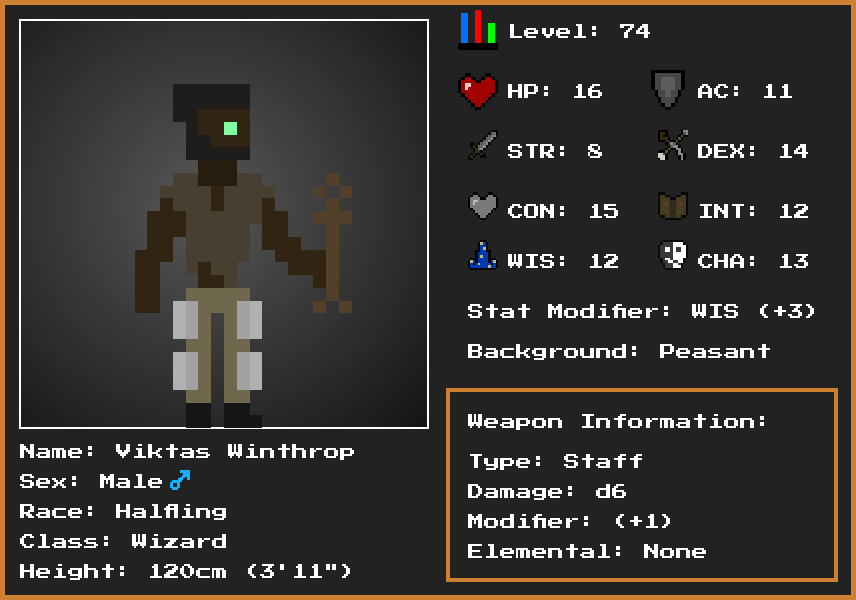 Level: 74
HP: 16
AC: 11
STR: 8
DEX: 14
CON: 15
INT: 12
WIS: 12
CHA: 13
Stat Modifier: WIS (+3)
Background: Peasant
Weapon Information:
Type: Staff
Damage: d6
Modifier: (+1)
Elemental: None
Name: Viktas Winthrop
Sex: Male♂
Race: Halfling
Class: Wizard
Height: 120cm (3'11")